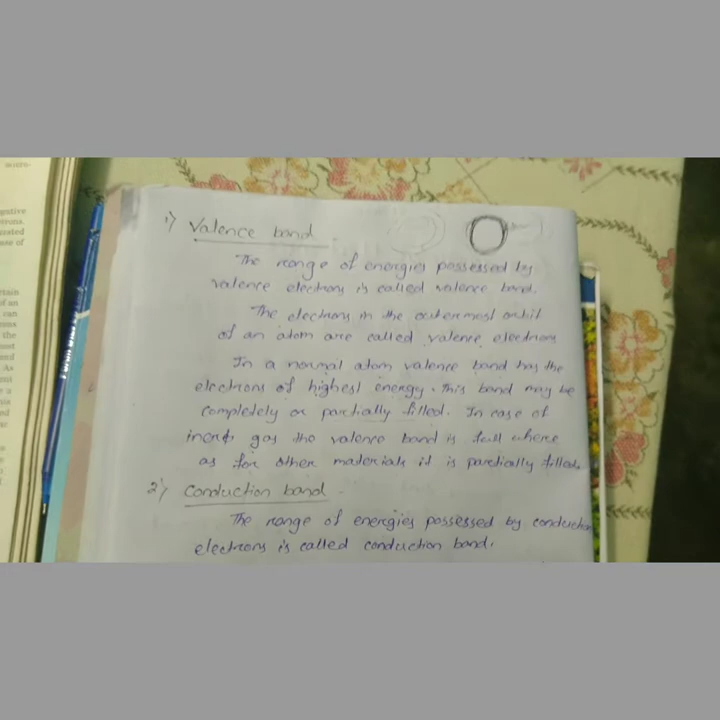 1) Valence band
The range of energies possessed by
valence electrons is called valence band.
The electrons in the outermost orbit
of an atom are called valence electrons
In a normal atom valence band has the
electrons of highest energy. This band may be
completely or partially filled. In case of
inert gas the valence band is full where
as for other materials it is partially filled.
2) Conduction band
The range of energies possessed by conduction
electrons is called conduction band.